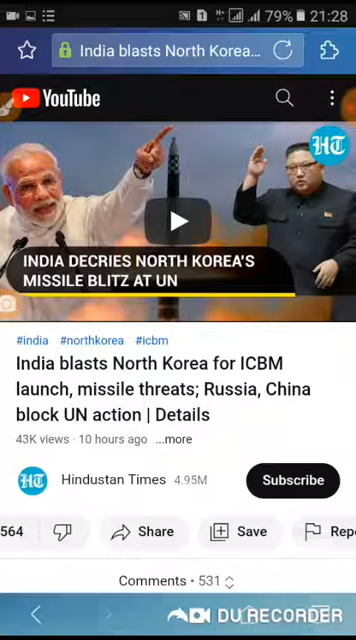 79% 21:28
India blasts North Korea...
YouTube
HT
INDIA DECRIES NORTH KOREA'S
MISSILE BLITZ AT UN
#india #northkorea #icbm
India blasts North Korea for ICBM
launch, missile threats; Russia, China
block UN action | Details
43K views · 10 hours ago ...more
HT Hindustan Times 4.95M Subscribe
564 Share Save Repo
Comments • 531
DU RECORDER